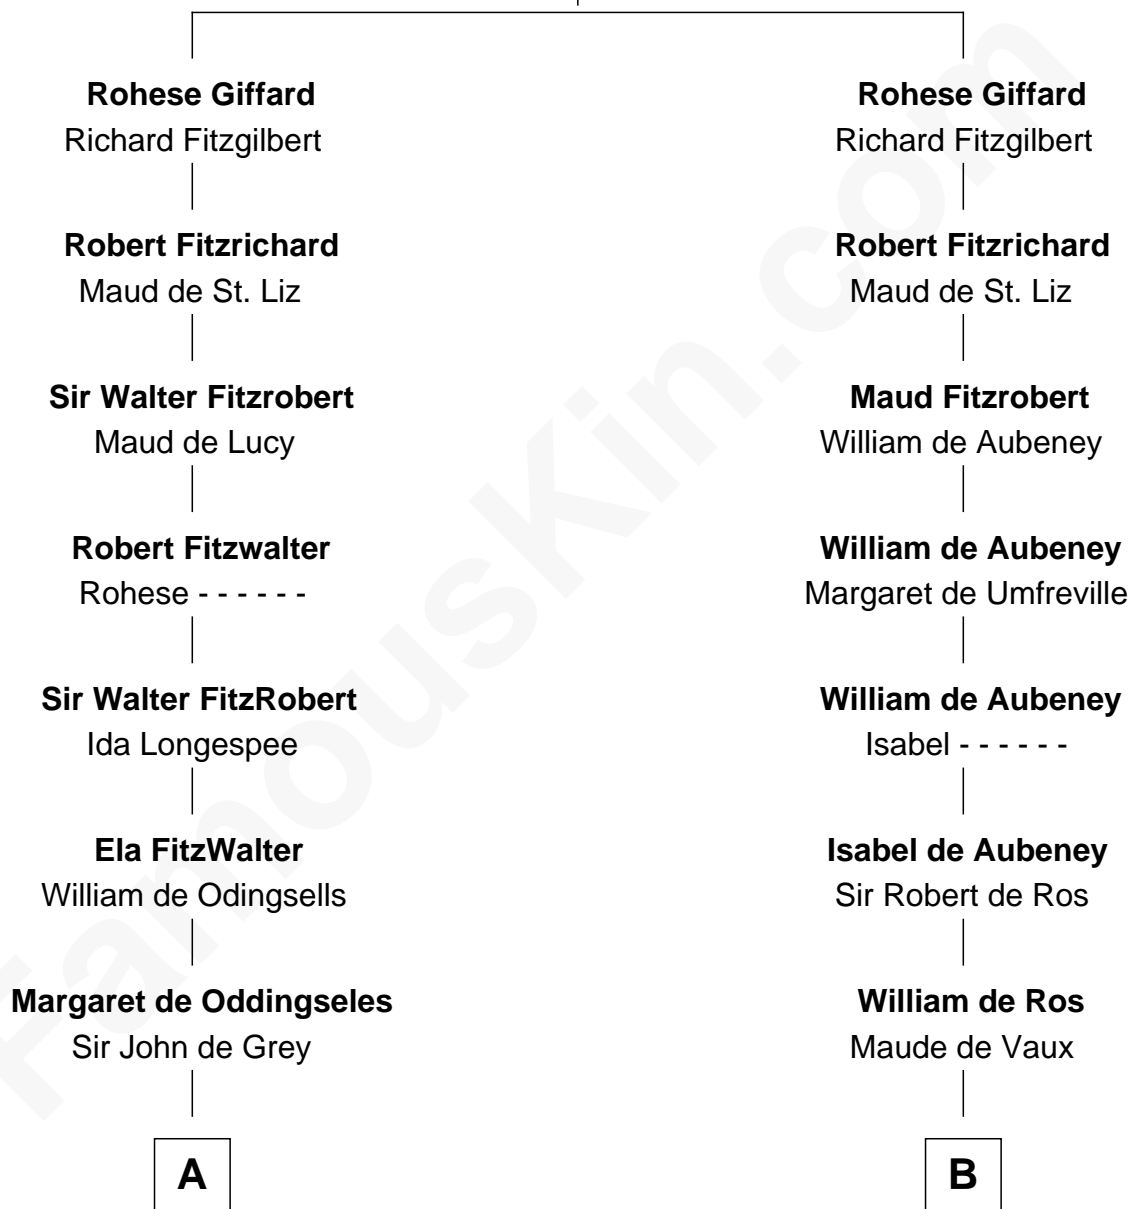 Rohese Giffard
Richard Fitzgilbert
Robert Fitzrichard
Maud de St. Liz
Sir Walter Fitzrobert
Maud de Lucy
Robert Fitzwalter
Rohese - - - - - -
Sir Walter FitzRobert
Ida Longespee
Ela FitzWalter
William de Odingsells
Margaret de Oddingseles
Sir John de Grey
A
Rohese Giffard
Richard Fitzgilbert
Robert Fitzrichard
Maud de St. Liz
Maud Fitzrobert
William de Aubeney
William de Aubeney
Margaret de Umfreville
William de Aubeney
Isabel - - - - - -
Isabel de Aubeney
Sir Robert de Ros
William de Ros
Maude de Vaux
B
FamousKin.com